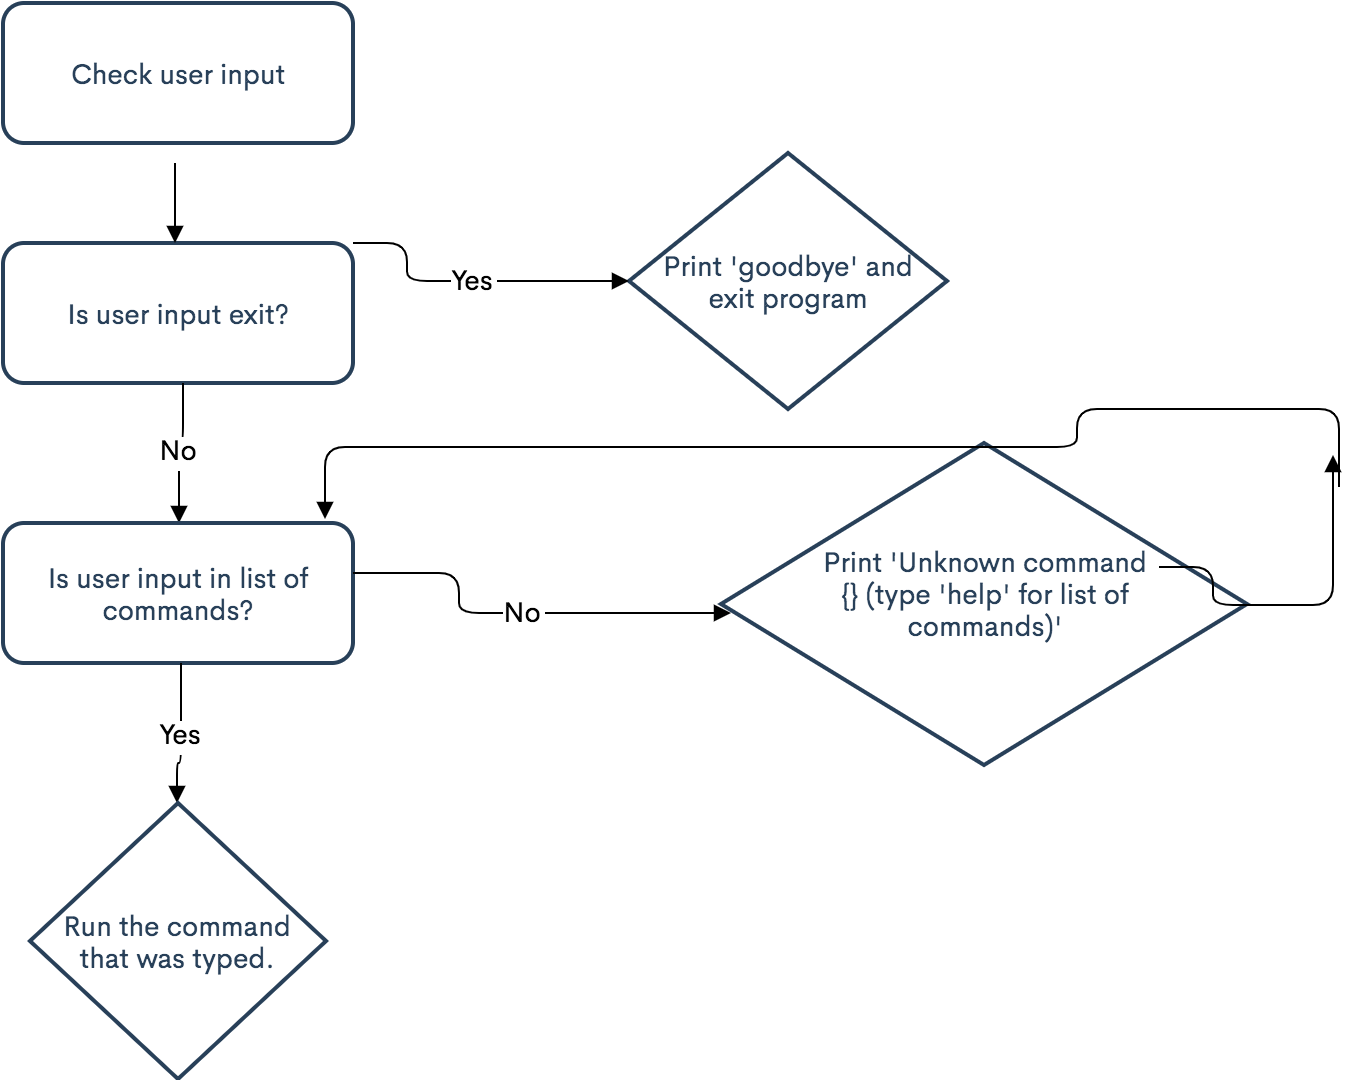 Check user input
Is user input exit?
Yes
Print 'goodbye' and
exit program
No
Is user input in list of
commands?
No
Print 'Unknown command
{} (type 'help' for list of
commands)'
Yes
Run the command
that was typed.